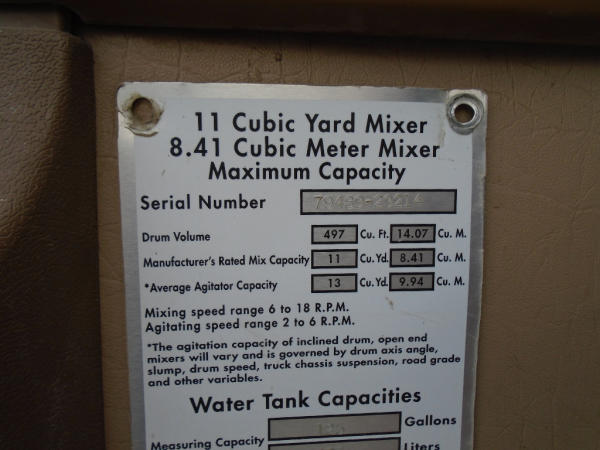 11 Cubic Yard Mixer
8.41 Cubic Meter Mixer
Maximum Capacity
Serial Number
Drum Volume 497 Cu. Ft. 14.07 Cu. M.
Manufacturer's Rated Mix Capacity 11 Cu.Yd. 8.41 Cu. M.
*Average Agitator Capacity 13 Cu.Yd. 9.94 Cu. M.
Mixing speed range 6 to 18 R.P.M.
Agitating speed range 2 to 6 R.P.M.
*The agitation capacity of inclined drum, open end
mixers will vary and is governed by drum axis angle,
slump, drum speed, truck chassis suspension, road grade
and other variables.
Water Tank Capacities
Gallons
Measuring Capacity
Liters